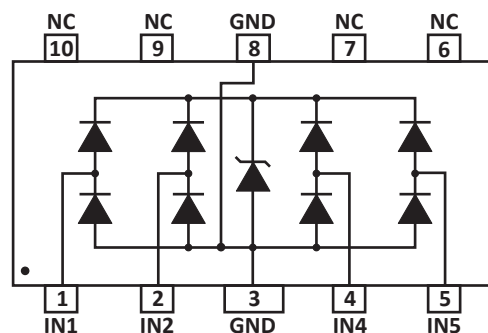 NC NC GND NC NC
10 9 8 7 6
1 2 3 4 5
IN1 IN2 GND IN4 IN5